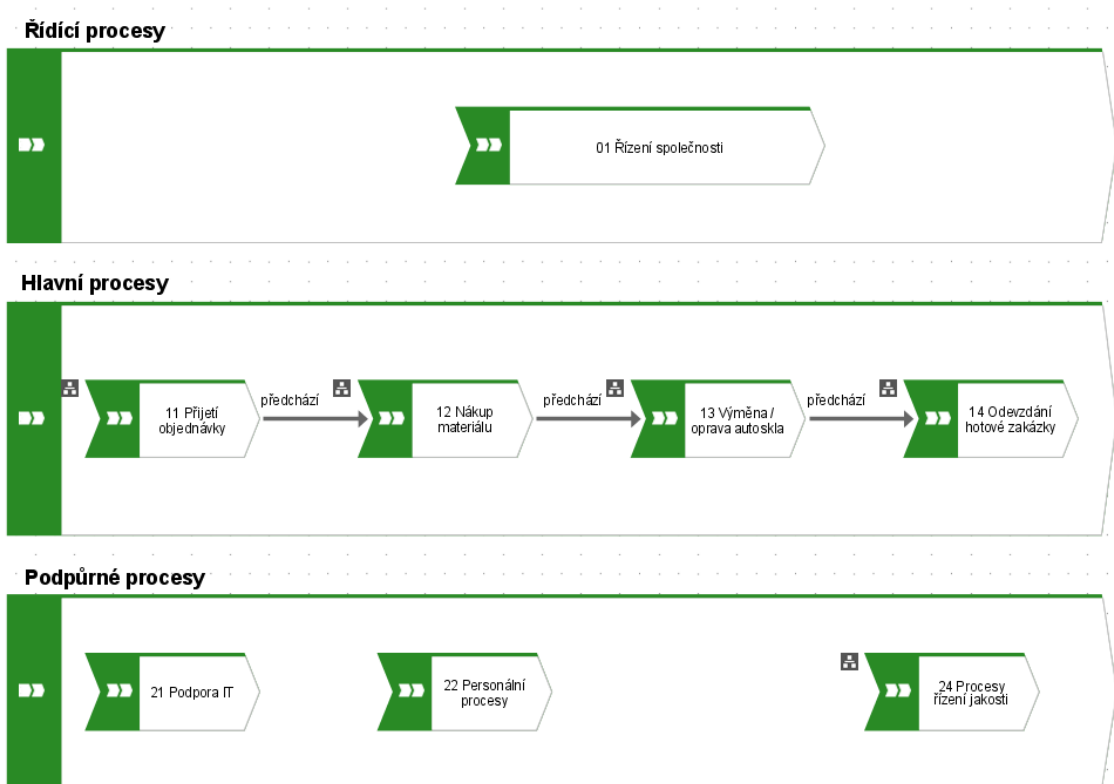 Řídící procesy
01 Řízení společnosti
Hlavní procesy
11 Přijetí
objednávky
předchází
12 Nákup
materiálu
předchází
13 Výměna /
oprava autoskla
předchází
14 Odevzdání
hotové zakázky
Podpůrné procesy
21 Podpora IT
22 Personální
procesy
24 Procesy
řízení jakosti